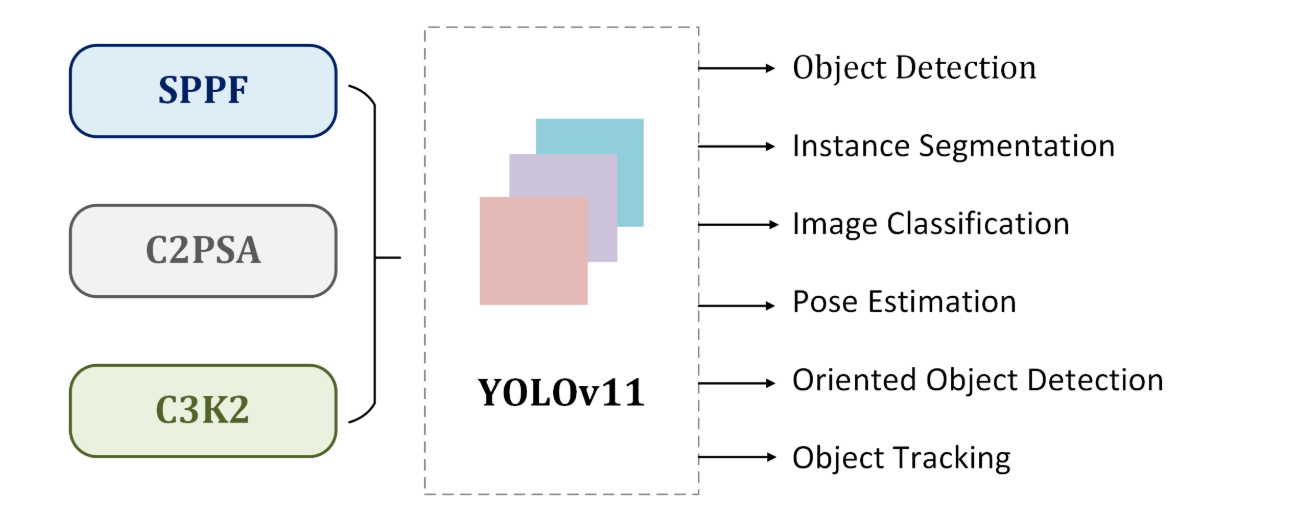 SPPF
C2PSA
C3K2
YOLOv11
Object Detection
Instance Segmentation
Image Classification
Pose Estimation
Oriented Object Detection
Object Tracking